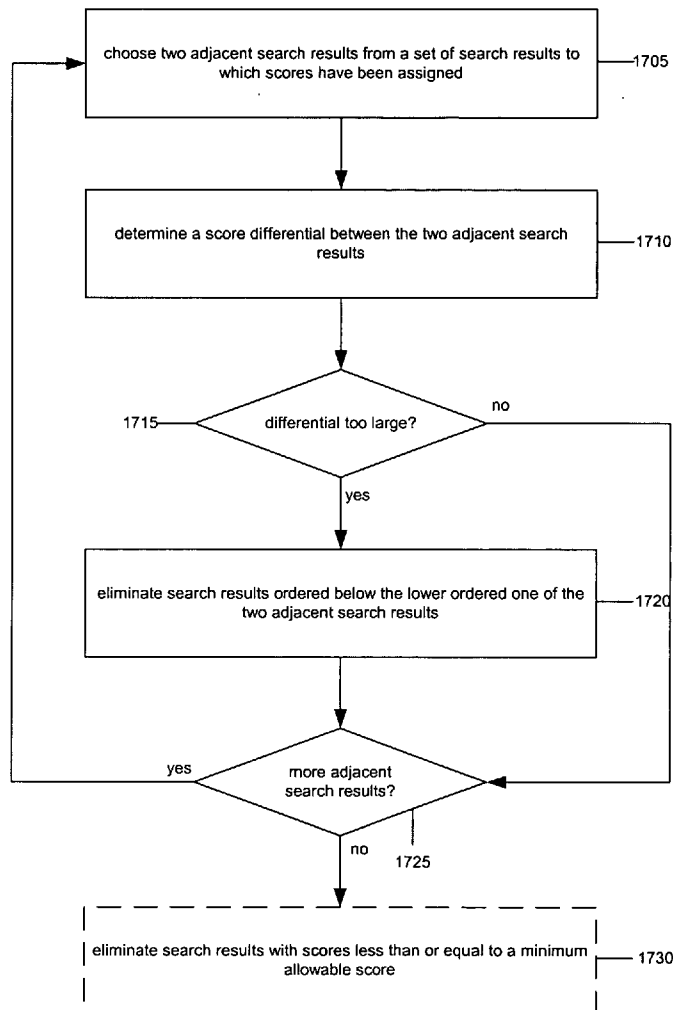 choose two adjacent search results from a set of search results to
which scores have been assigned
1705
determine a score differential between the two adjacent search
results
1710
differential too large?
1715
no
yes
eliminate search results ordered below the lower ordered one of the
two adjacent search results
1720
more adjacent
search results?
yes
1725
no
eliminate search results with scores less than or equal to a minimum
allowable score
1730